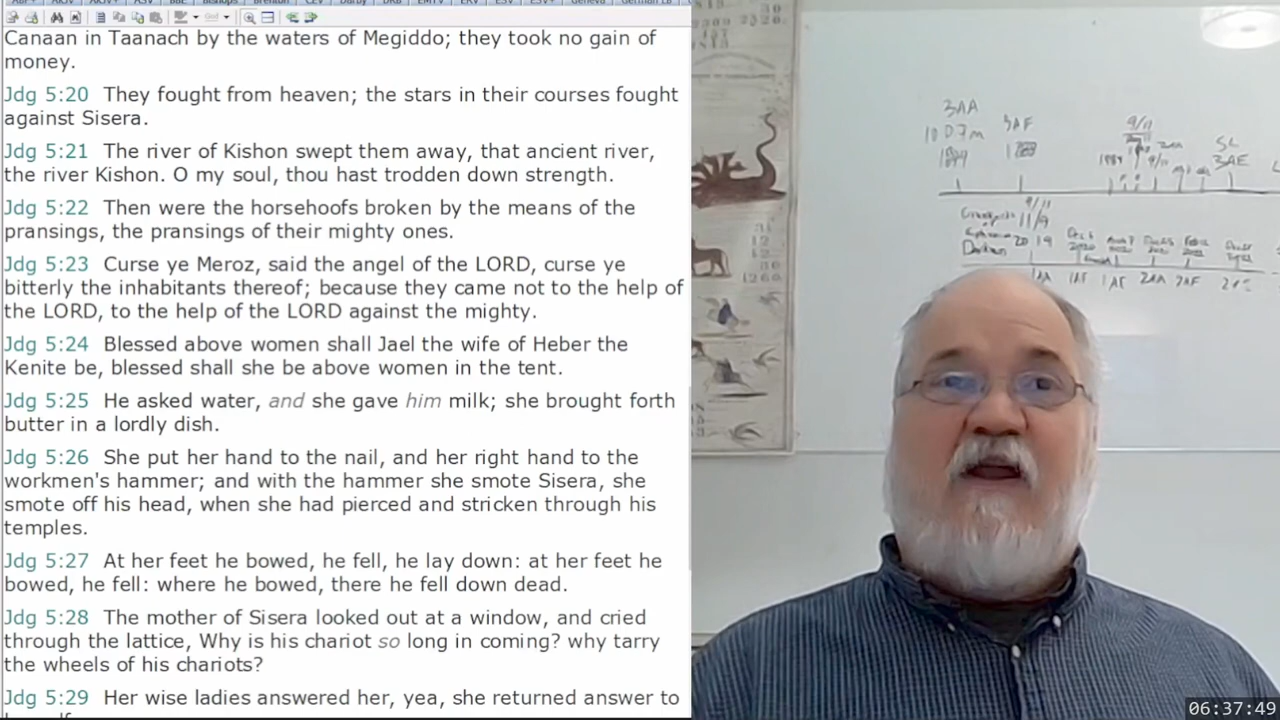 Canaan in Taanach by the waters of Megiddo; they took no gain of
money.
Jdg 5:20 They fought from heaven; the stars in their courses fought
against Sisera.
Jdg 5:21 The river of Kishon swept them away, that ancient river,
the river Kishon. O my soul, thou hast trodden down strength.
Jdg 5:22 Then were the horsehoofs broken by the means of the
pransings, the pransings of their mighty ones.
Jdg 5:23 Curse ye Meroz, said the angel of the LORD, curse ye
bitterly the inhabitants thereof; because they came not to the help of
the LORD, to the help of the LORD against the mighty.
Jdg 5:24 Blessed above women shall Jael the wife of Heber the
Kenite be, blessed shall she be above women in the tent.
Jdg 5:25 He asked water, and she gave him milk; she brought forth
butter in a lordly dish.
Jdg 5:26 She put her hand to the nail, and her right hand to the
workmen's hammer; and with the hammer she smote Sisera, she
smote off his head, when she had pierced and stricken through his
temples.
Jdg 5:27 At her feet he bowed, he fell, he lay down: at her feet he
bowed, he fell: where he bowed, there he fell down dead.
Jdg 5:28 The mother of Sisera looked out at a window, and cried
through the lattice, Why is his chariot so long in coming? why tarry
the wheels of his chariots?
Jdg 5:29 Her wise ladies answered her, yea, she returned answer to
3AA
3AF
9/11
1989
9/11
SL
3AE
9/11
11/9
2019
1AA 1AF 2AA 2AF
1260
06:37:49